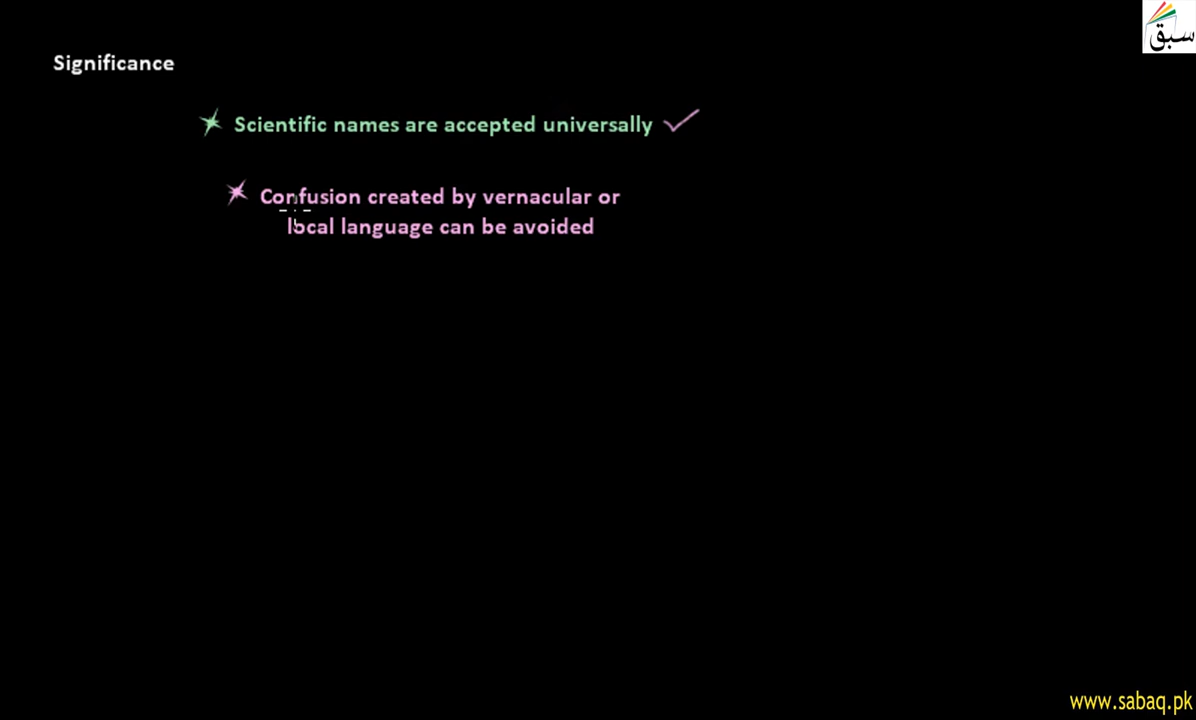 سبق
Significance
Scientific names are accepted universally
Confusion created by vernacular or
local language can be avoided
www.sabaq.pk